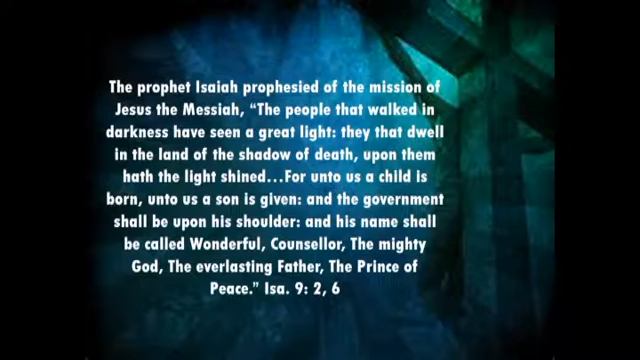 The prophet Isaiah prophesied of the mission of
Jesus the Messiah, “The people that walked in
darkness have seen a great light: they that dwell
in the land of the shadow of death, upon them
hath the light shined...For unto us a child is
born, unto us a son is given: and the government
shall be upon his shoulder: and his name shall
be called Wonderful, Counsellor, The mighty
God, The everlasting Father, The Prince of
Peace.” Isa. 9: 2, 6